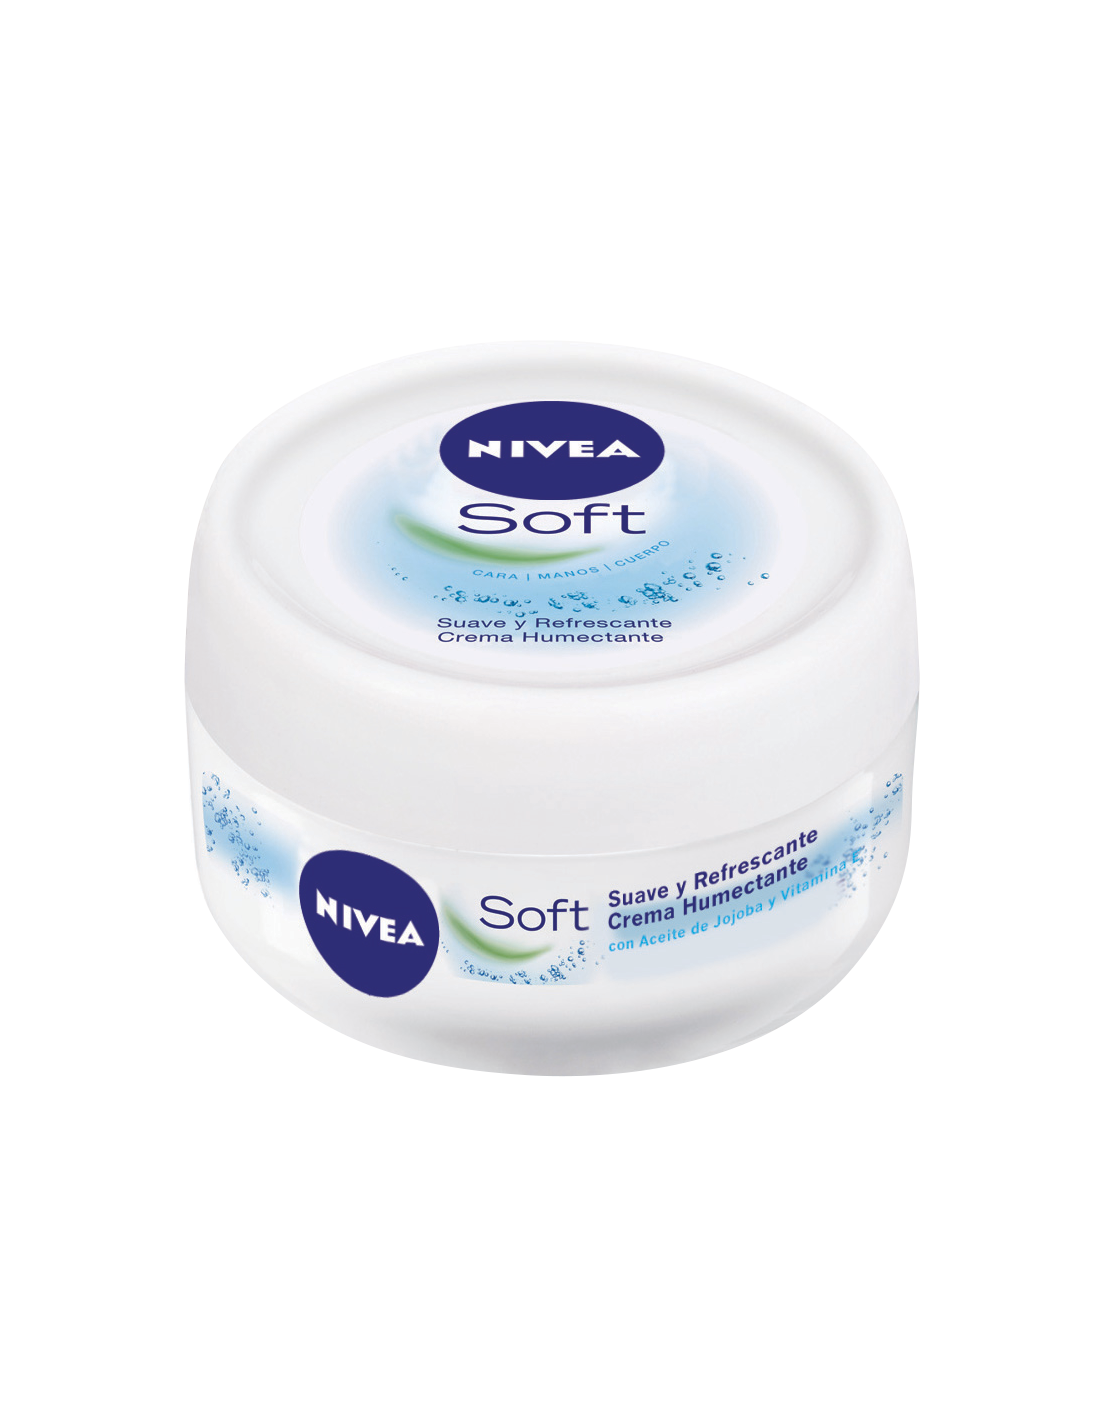 NIVEA
Soft
CARA | MANOS | CUERPO
Suave y Refrescante
Crema Humectante
NIVEA
Soft
Suave y Refrescante
Crema Humectante
con Aceite de Jojoba y Vitamina E